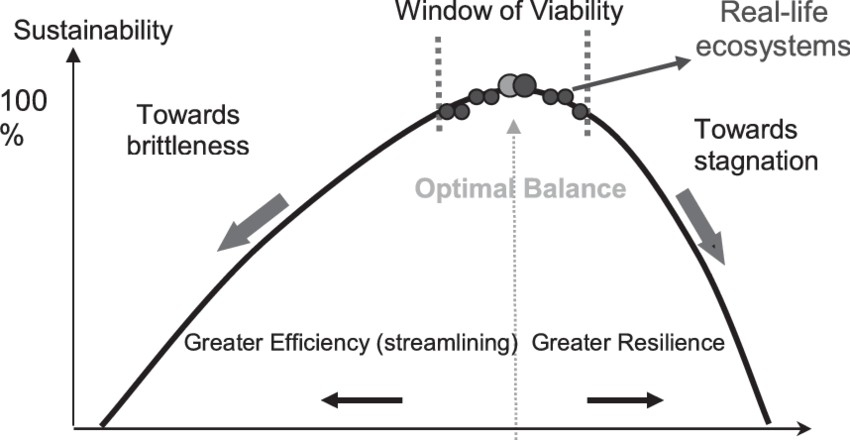 Window of Viability
Real-life
ecosystems
Sustainability
100
%
Towards
brittleness
Towards
stagnation
Optimal Balance
Greater Efficiency (streamlining)
Greater Resilience